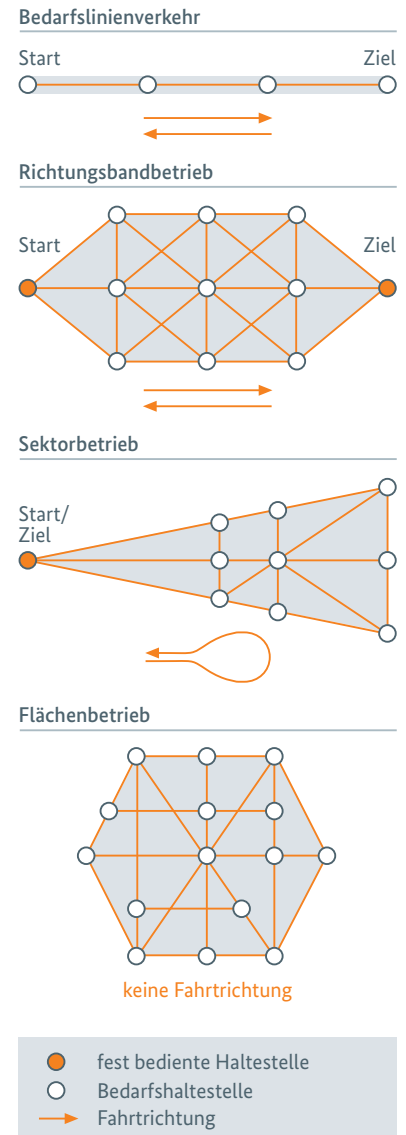 Bedarfslinienverkehr
Start Ziel
Richtungsbandbetrieb
Start Ziel
Sektorbetrieb
Start/
Ziel
Flächenbetrieb
keine Fahrtrichtung
fest bediente Haltestelle
Bedarfshaltestelle
Fahrtrichtung